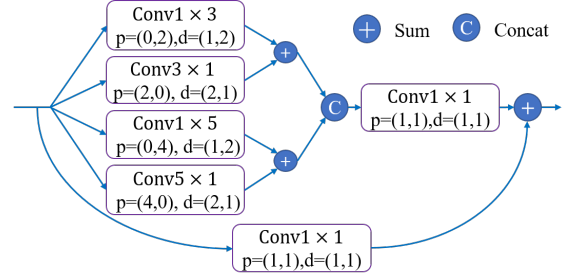 Conv1 × 3
p=(0,2),d=(1,2)
Conv3 × 1
p=(2,0), d=(2,1)
Conv1 × 5
p=(0,4), d=(1,2)
Conv5 × 1
p=(4,0), d=(2,1)
+
+
C
Conv1 × 1
p=(1,1),d=(1,1)
+
Conv1 × 1
p=(1,1),d=(1,1)
+ Sum C Concat